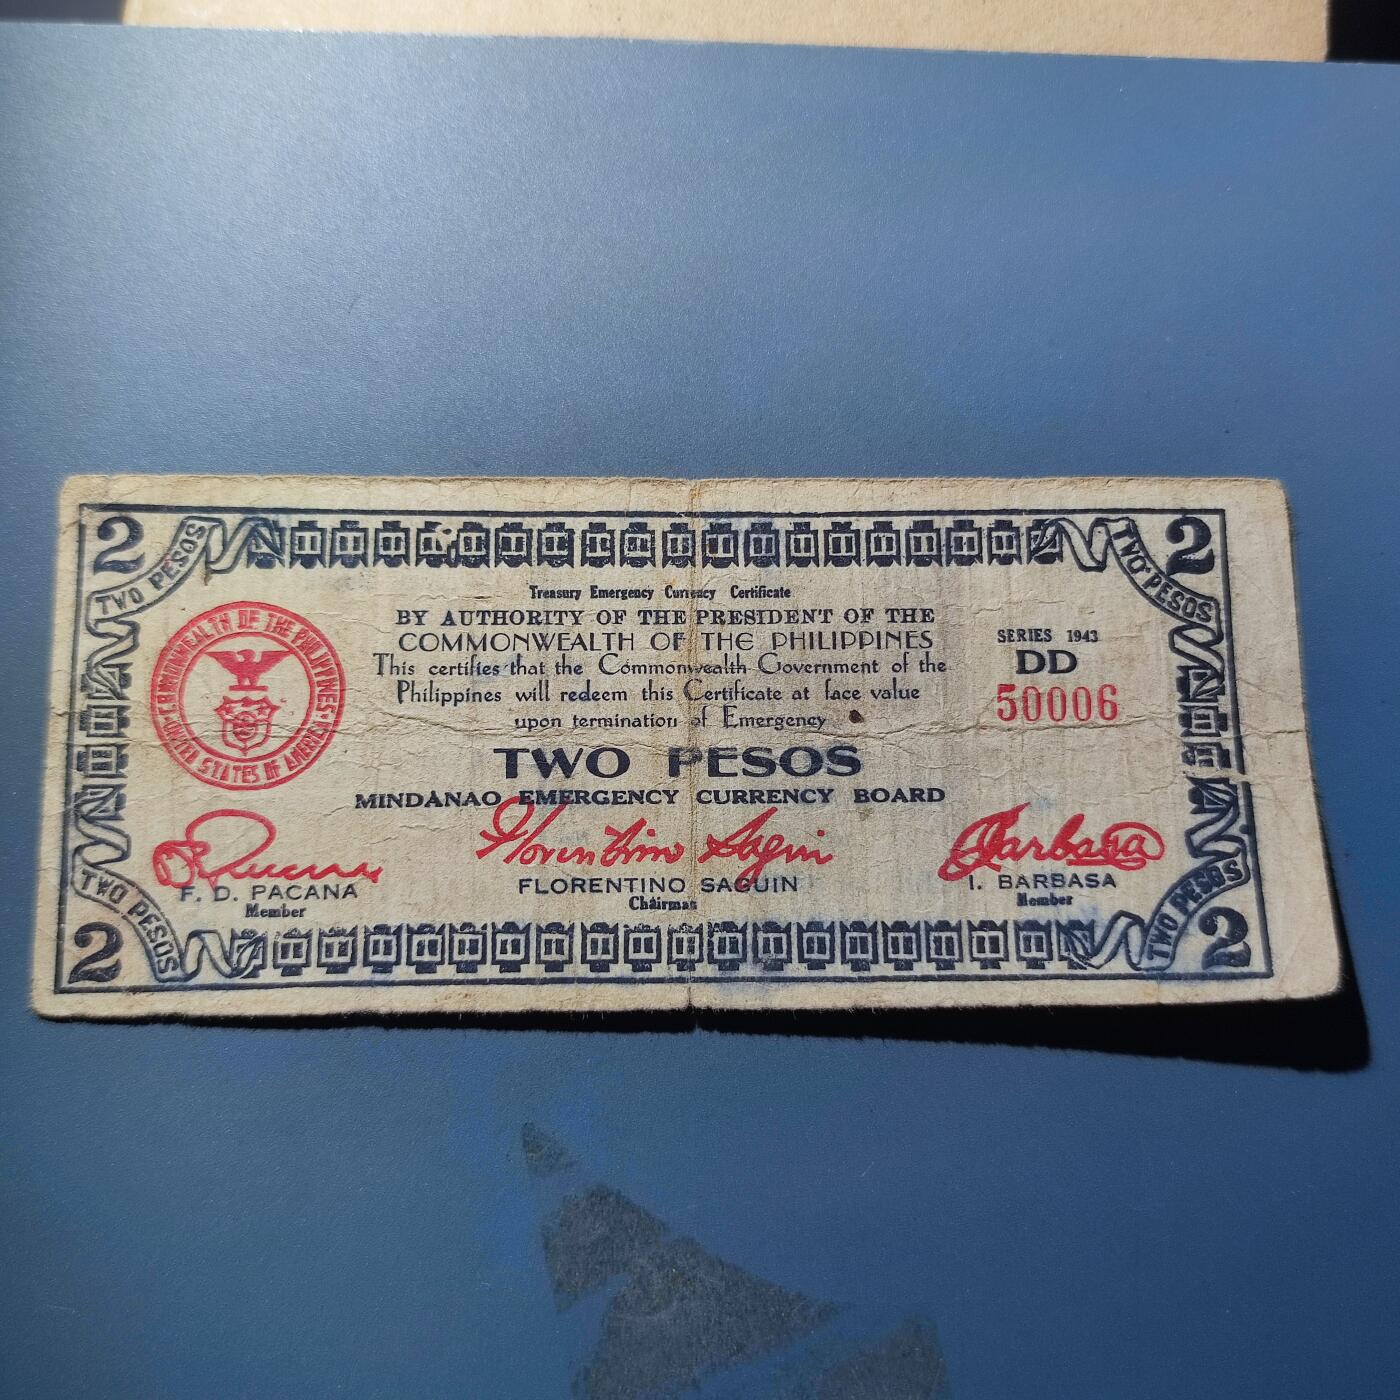 2 2
TWO PESOS TWO PESOS
Treasury Emergency Currency Certificate
BY AUTHORITY OF THE PRESIDENT OF THE
COMMONWEALTH OF THE PHILIPPINES
This certifies that the Commonwealth Government of the
Philippines will redeem this Certificate at face value
upon termination of Emergency
SERIES 1943
DD
50006
COMMONWEALTH OF THE PHILIPPINES
UNITED STATES OF AMERICA
TWO PESOS
MINDANAO EMERGENCY CURRENCY BOARD
Florentino Saguin
Barbasa
F. D. PACANA FLORENTINO SAGUIN I. BARBASA
Member Chairman Member
TWO PESOS TWO PESOS
2 2